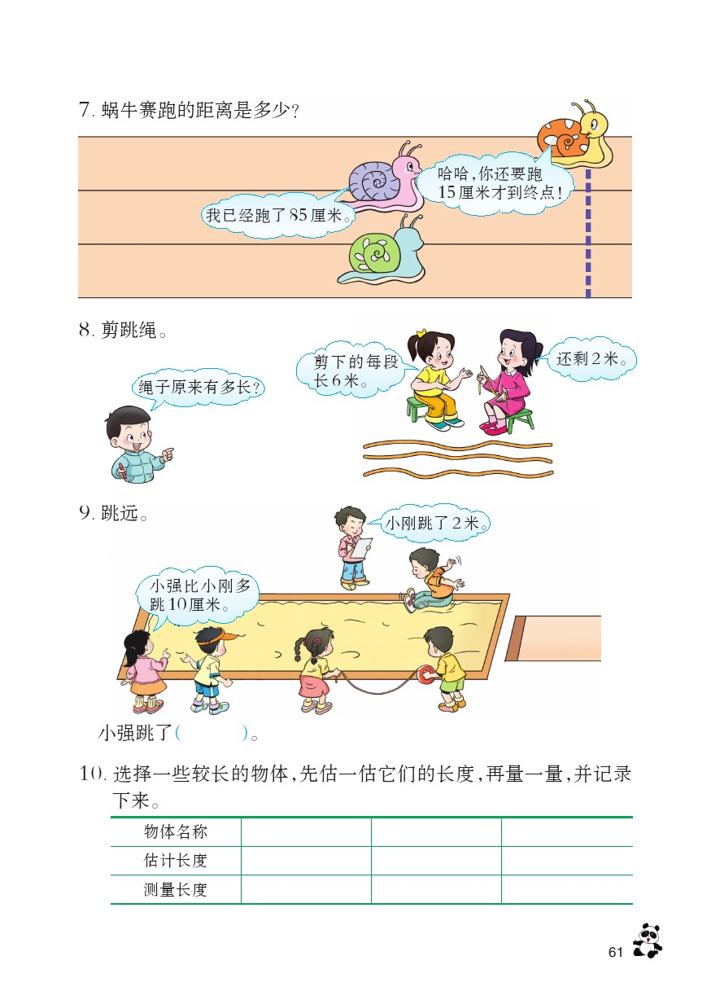 7. 蜗牛赛跑的距离是多少？
哈哈，你还要跑
15厘米才到终点！
我已经跑了85厘米。
8. 剪跳绳。
剪下的每段
长6米。
还剩2米。
绳子原来有多长？
9. 跳远。
小刚跳了2米。
小强比小刚多
跳10厘米。
小强跳了(    )。
10. 选择一些较长的物体，先估一估它们的长度，再量一量，并记录
下来。
物体名称
估计长度
测量长度
61